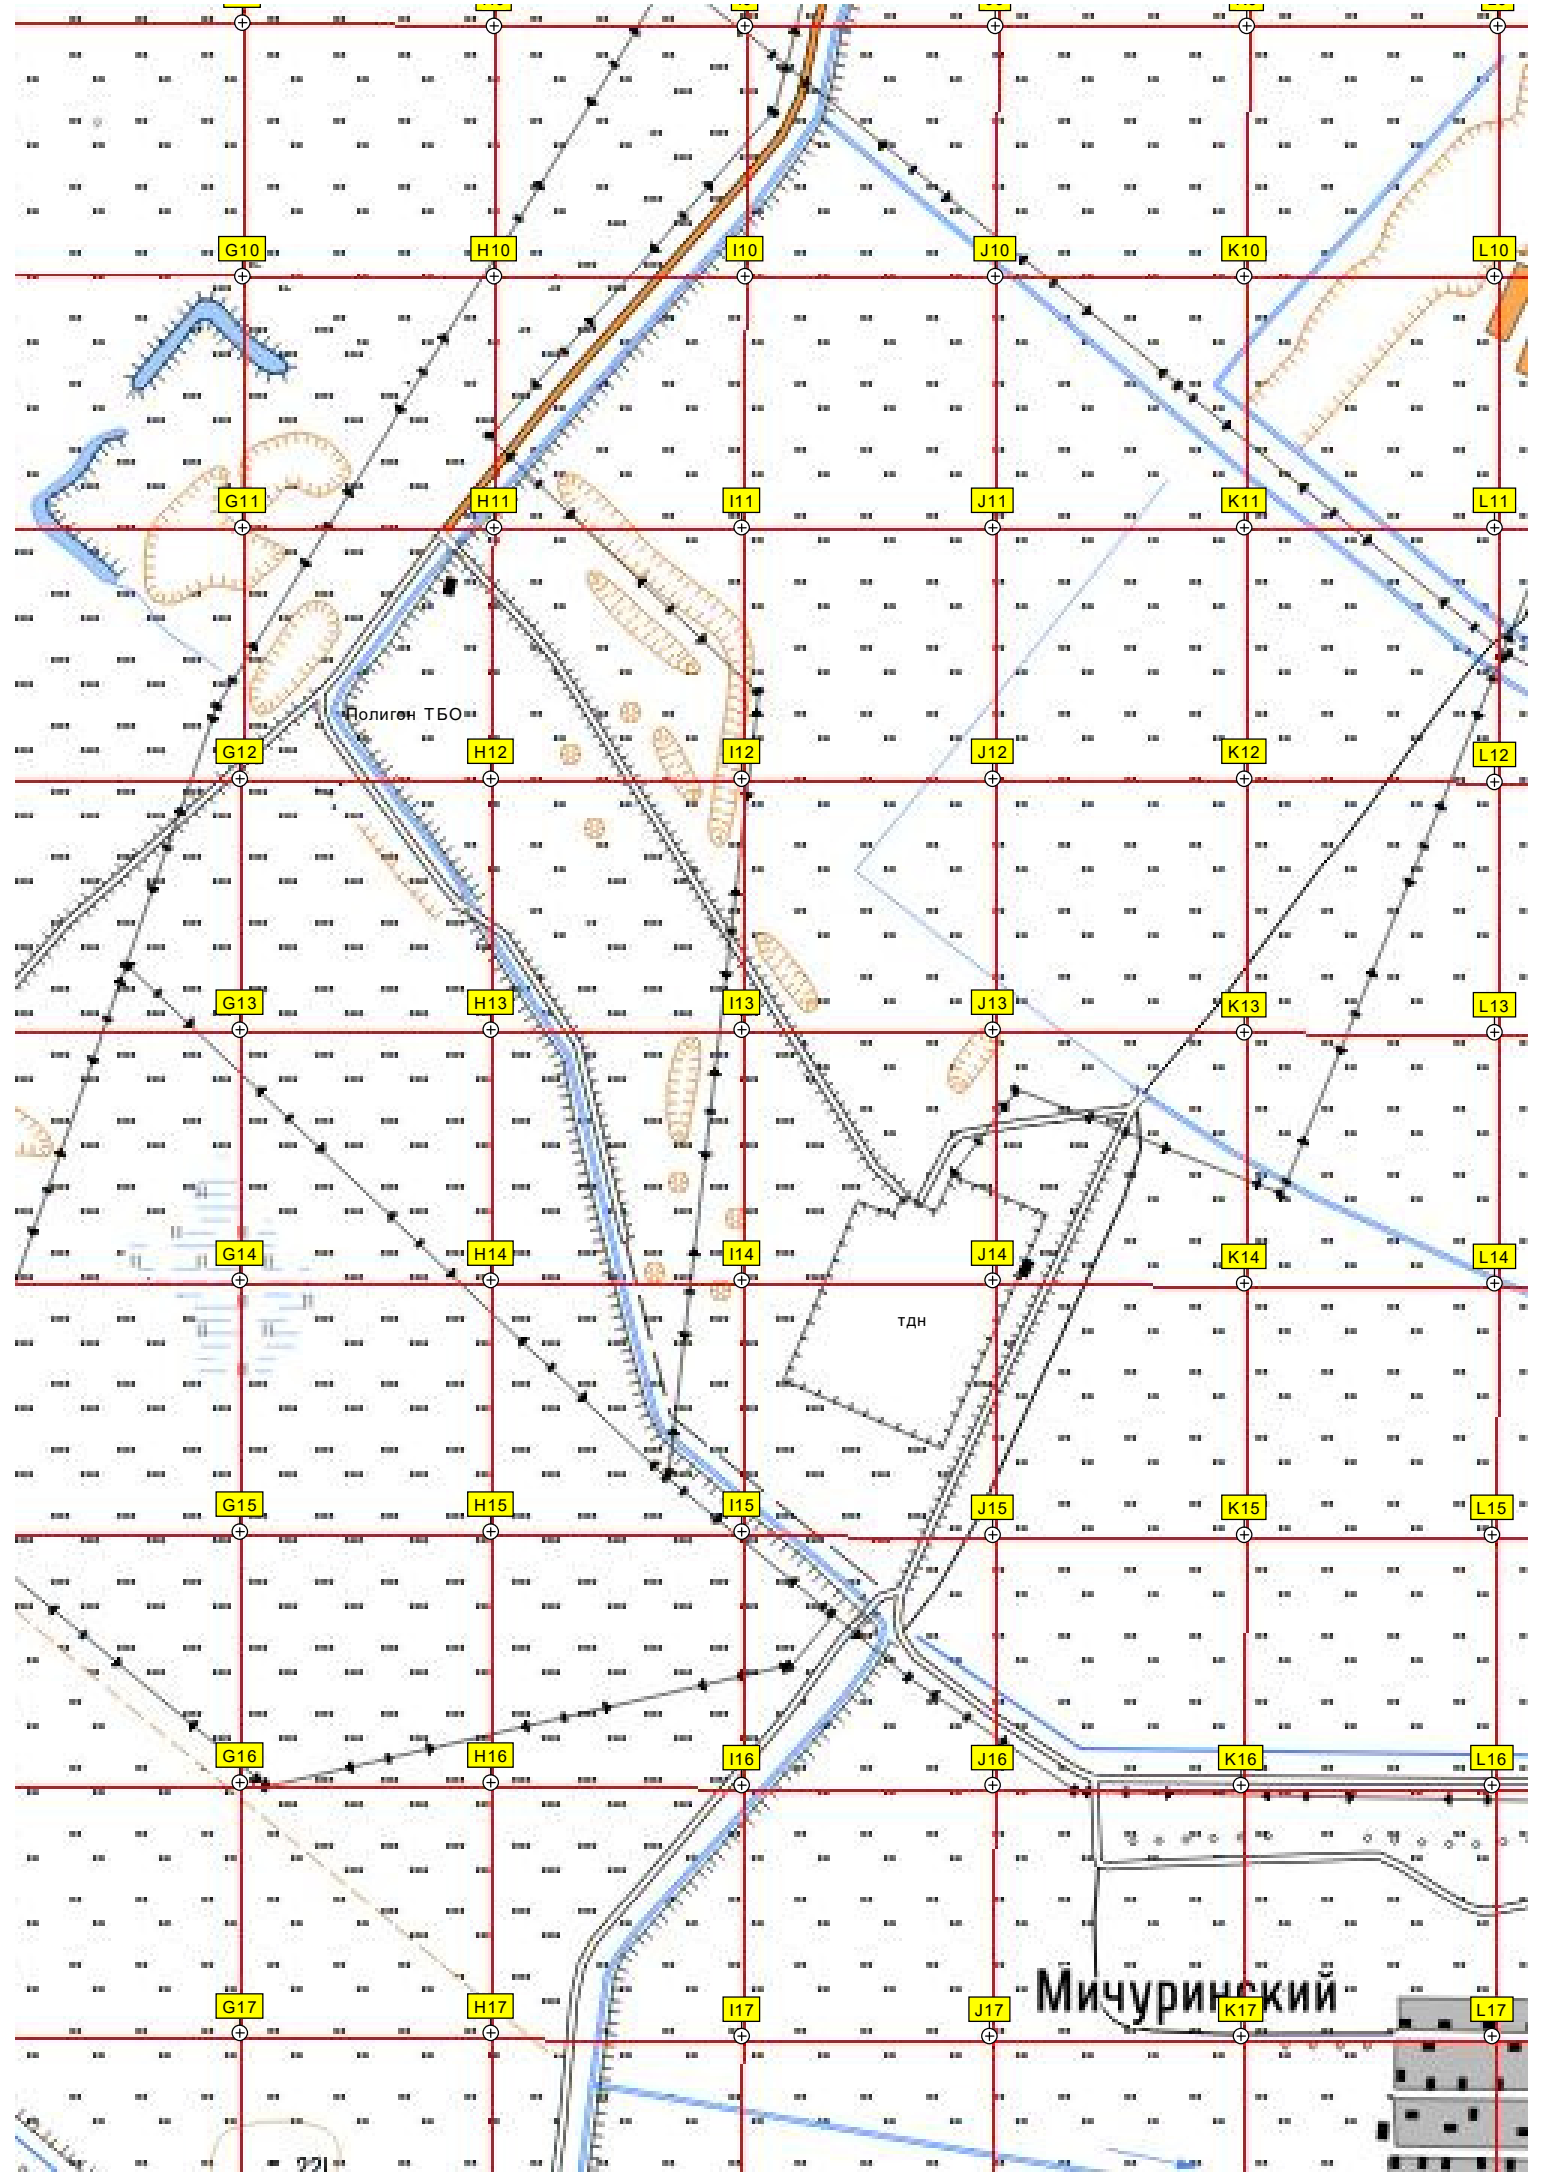 G10 H10 I10 J10 K10 L10
G11 H11 I11 J11 K11 L11
Полигон ТБО
G12 H12 I12 J12 K12 L12
G13 H13 I13 J13 K13 L13
G14 H14 I14 J14 K14 L14
тдн
G15 H15 I15 J15 K15 L15
G16 H16 I16 J16 K16 L16
Мичуринский
G17 H17 I17 J17 K17 L17